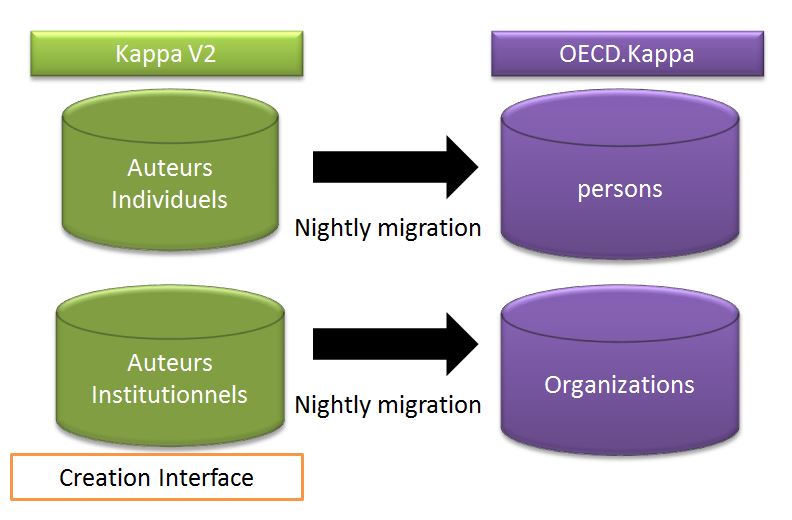 Kappa V2
OECD.Kappa
Auteurs
Individuels
Nightly migration
persons
Auteurs
Institutionnels
Nightly migration
Organizations
Creation Interface